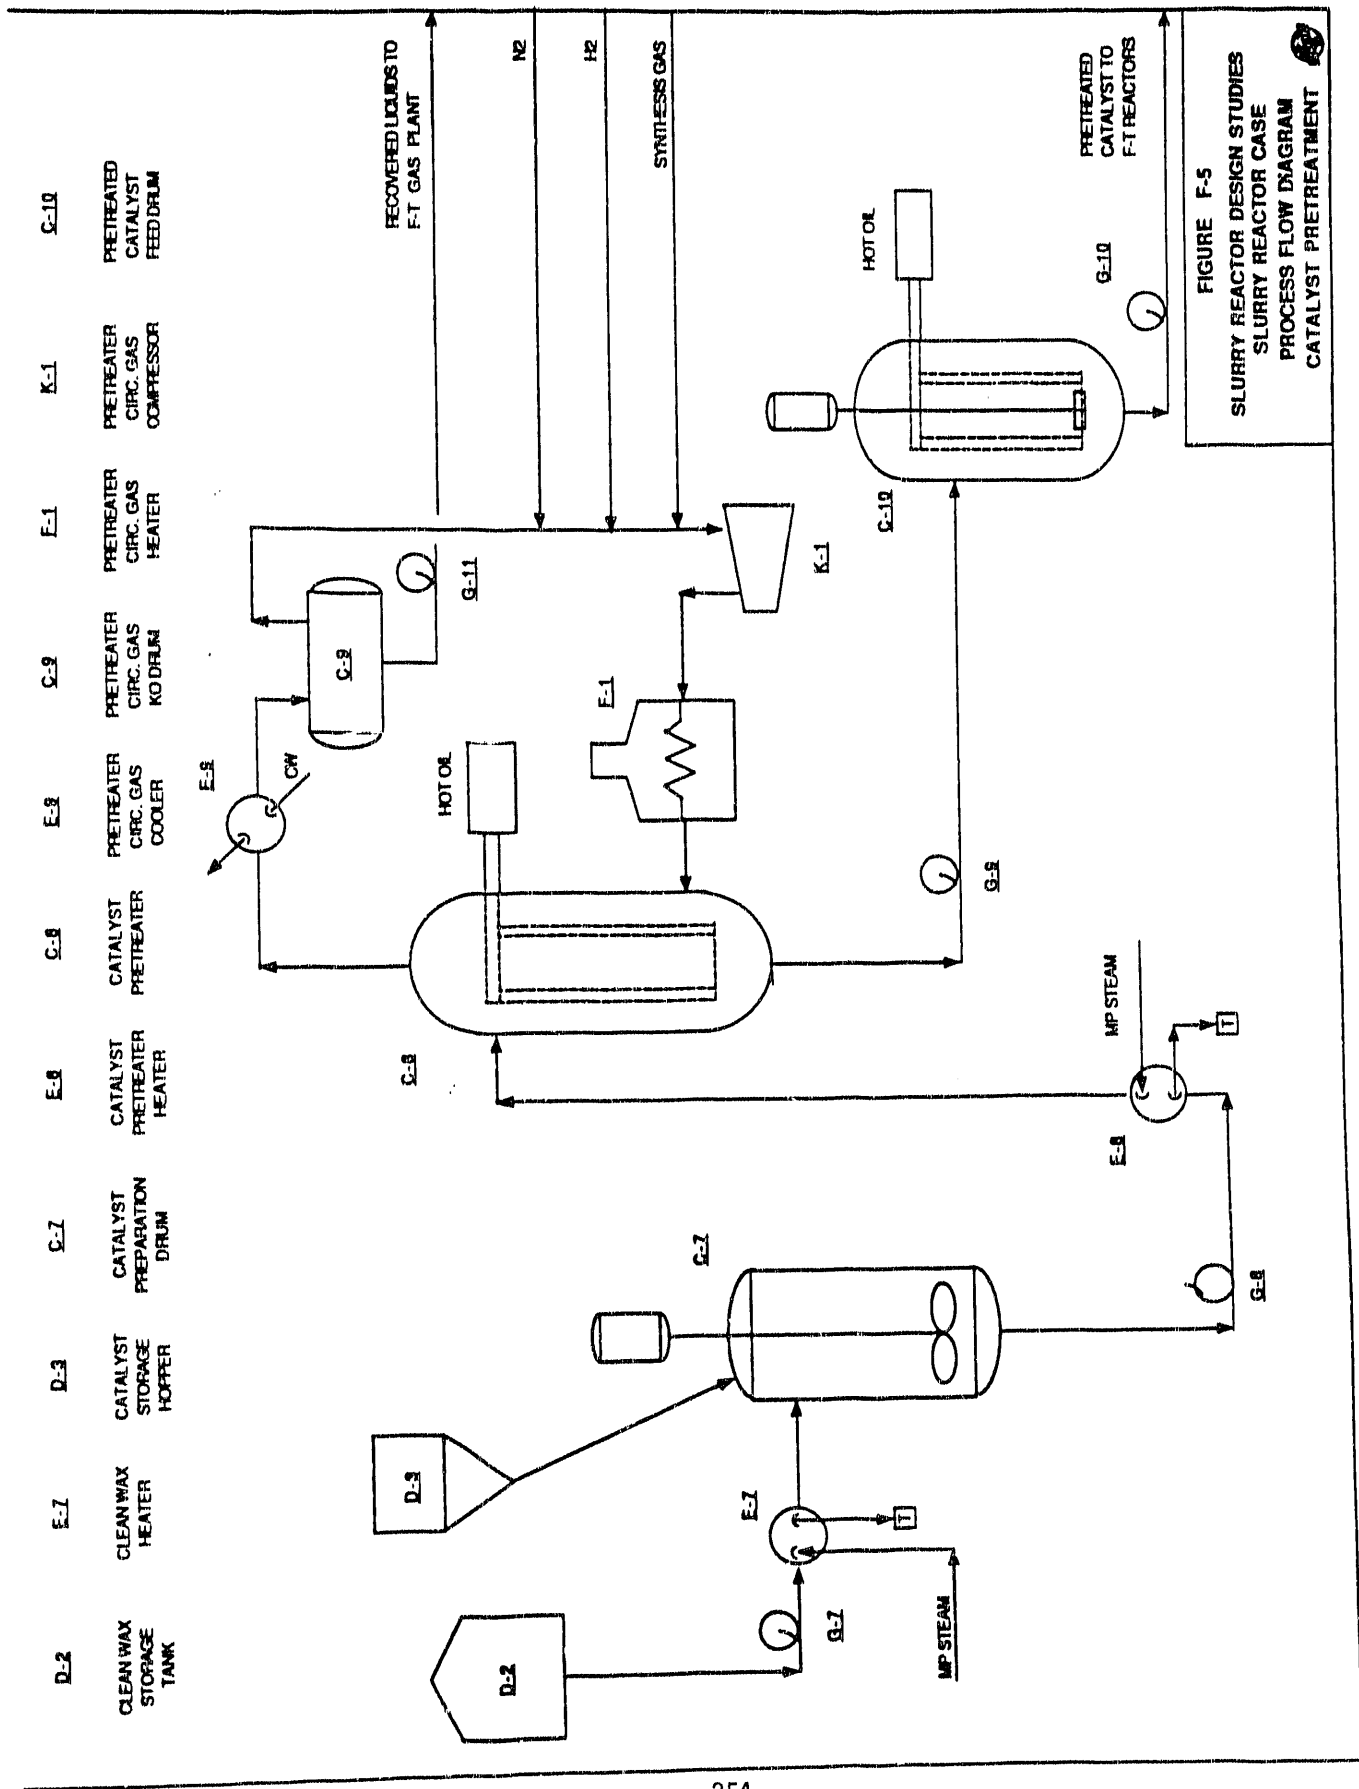 D-2
CLEAN WAX
STORAGE
TANK
E-7
CLEAN WAX
HEATER
D-3
CATALYST
STORAGE
HOPPER
C-7
CATALYST
PREPARATION
DRUM
E-8
CATALYST
PRETREATER
HEATER
C-8
CATALYST
PRETREATER
E-9
PRETREATER
CIRC. GAS
COOLER
C-9
PRETREATER
CIRC. GAS
KO DRUM
F-1
PRETREATER
CIRC. GAS
HEATER
K-1
PRETREATER
CIRC. GAS
COMPRESSOR
C-10
PRETREATED
CATALYST
FEED DRUM
RECOVERED LIQUIDS TO
F-T GAS PLANT
N2
H2
SYNTHESIS GAS
E-9
CW
C-9
G-11
HOT OIL
F-1
K-1
C-8
D-3
D-2
G-7
E-7
T
MP STEAM
C-7
G-8
E-8
MP STEAM
T
G-9
C-10
HOT OIL
G-10
PRETREATED
CATALYST TO
F-T REACTORS
FIGURE F-5
SLURRY REACTOR DESIGN STUDIES
SLURRY REACTOR CASE
PROCESS FLOW DIAGRAM
CATALYST PRETREATMENT